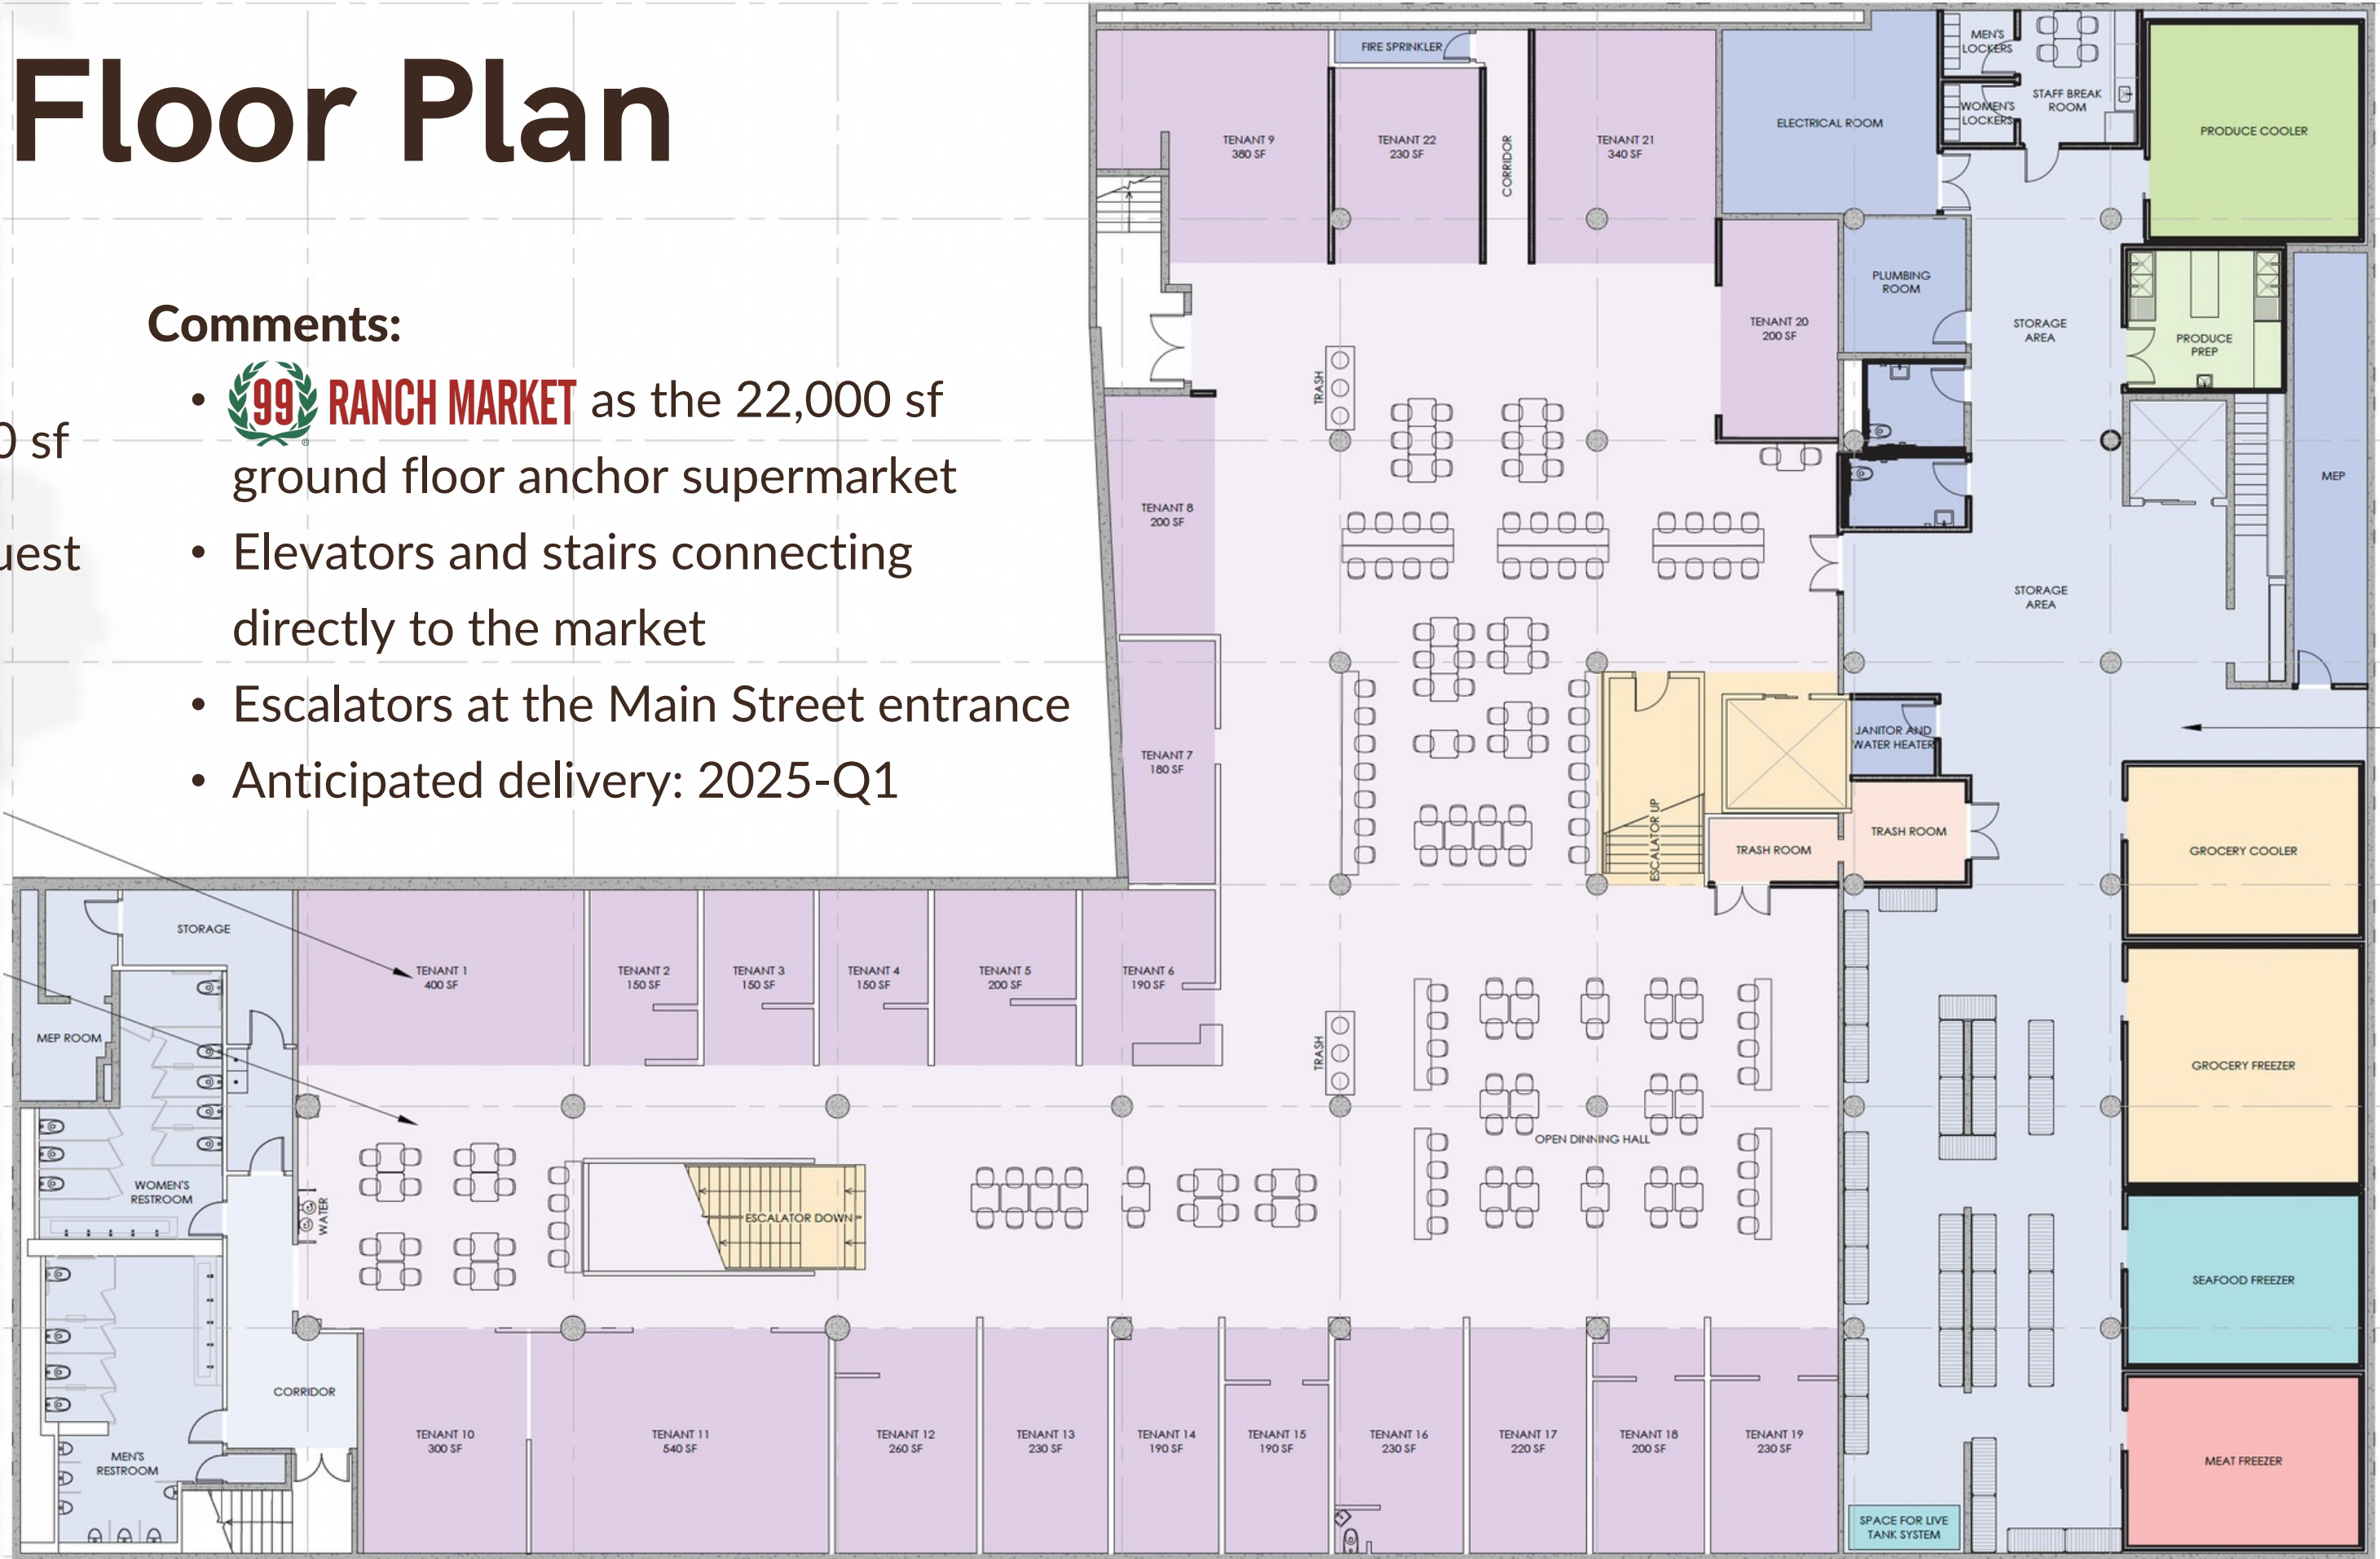 Floor Plan
0 sf
uest
Comments:
• 99 RANCH MARKET as the 22,000 sf
ground floor anchor supermarket
• Elevators and stairs connecting
directly to the market
• Escalators at the Main Street entrance
• Anticipated delivery: 2025-Q1
FIRE SPRINKLER
TENANT 9
380 SF
TENANT 22
230 SF
CORRIDOR
TENANT 21
340 SF
ELECTRICAL ROOM
MEN'S
LOCKERS
WOMEN'S
LOCKERS
STAFF BREAK
ROOM
PRODUCE COOLER
TENANT 20
200 SF
PLUMBING
ROOM
STORAGE
AREA
PRODUCE
PREP
TRASH
MEP
TENANT 8
200 SF
STORAGE
AREA
TENANT 7
180 SF
JANITOR AND
WATER HEATER
ESCALATOR UP
TRASH ROOM
TRASH ROOM
GROCERY COOLER
STORAGE
TENANT 1
400 SF
TENANT 2
150 SF
TENANT 3
150 SF
TENANT 4
150 SF
TENANT 5
200 SF
TENANT 6
190 SF
MEP ROOM
TRASH
GROCERY FREEZER
OPEN DINNING HALL
WOMEN'S
RESTROOM
WATER
ESCALATOR DOWN
SEAFOOD FREEZER
CORRIDOR
MEN'S
RESTROOM
TENANT 10
300 SF
TENANT 11
540 SF
TENANT 12
260 SF
TENANT 13
230 SF
TENANT 14
190 SF
TENANT 15
190 SF
TENANT 16
230 SF
TENANT 17
220 SF
TENANT 18
200 SF
TENANT 19
230 SF
MEAT FREEZER
SPACE FOR LIVE
TANK SYSTEM